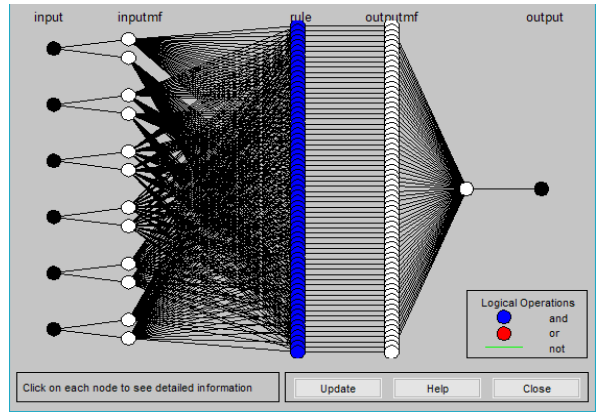 input inputmf rule outputmf output
Logical Operations
and
or
not
Click on each node to see detailed information
Update Help Close